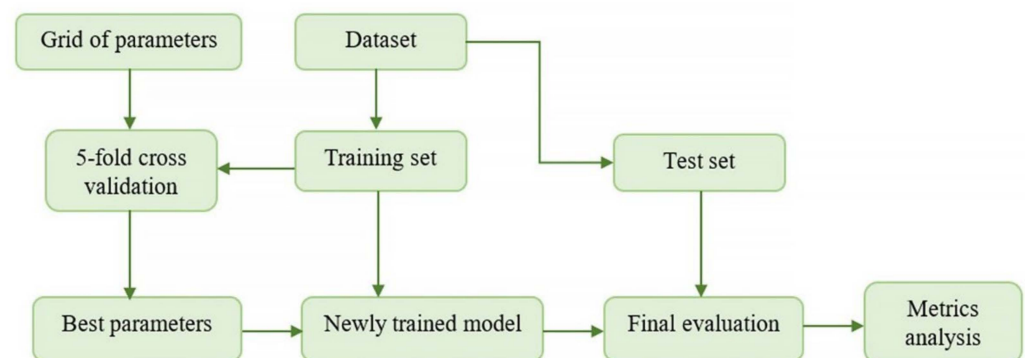 Grid of parameters
Dataset
5-fold cross
validation
Training set
Test set
Best parameters
Newly trained model
Final evaluation
Metrics
analysis